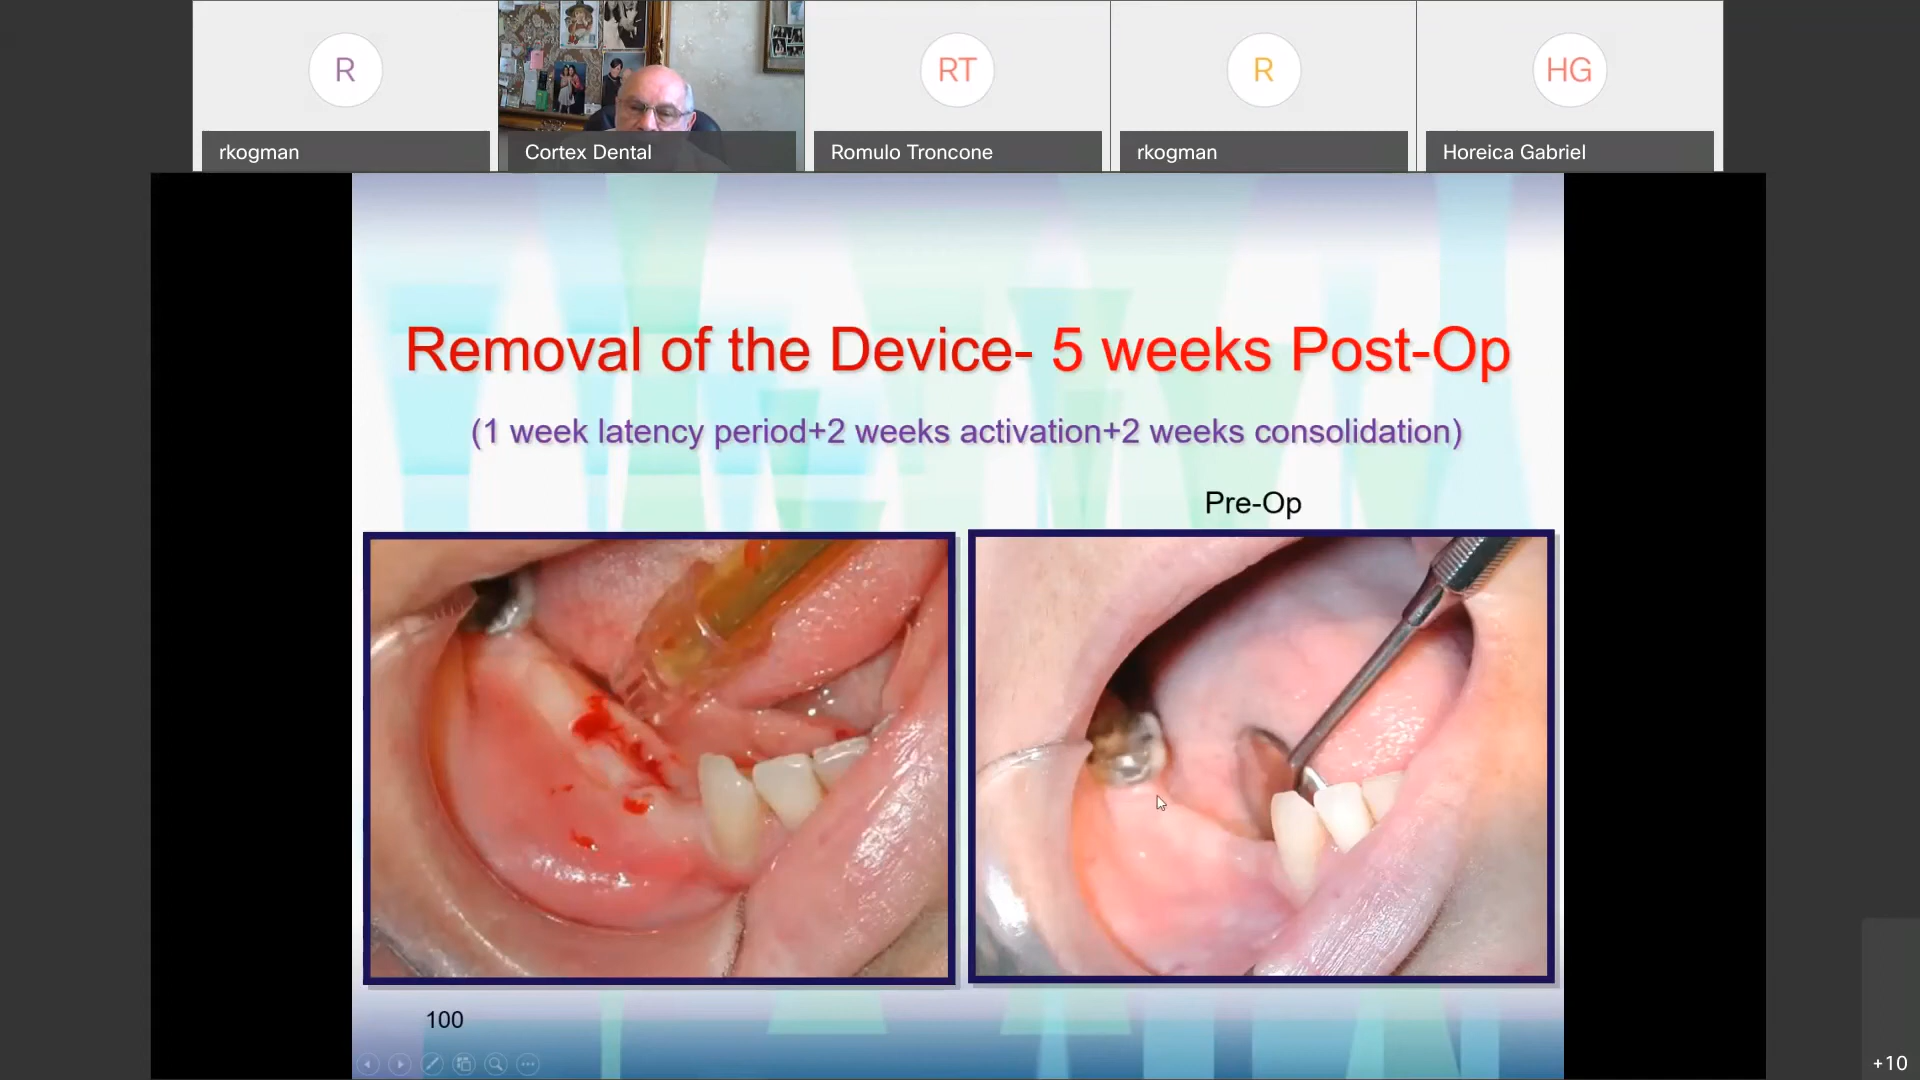 R
RT
R
HG
rkogman
Cortex Dental
Romulo Troncone
rkogman
Horeica Gabriel
Removal of the Device- 5 weeks Post-Op
(1 week latency period+2 weeks activation+2 weeks consolidation)
Pre-Op
100
+10